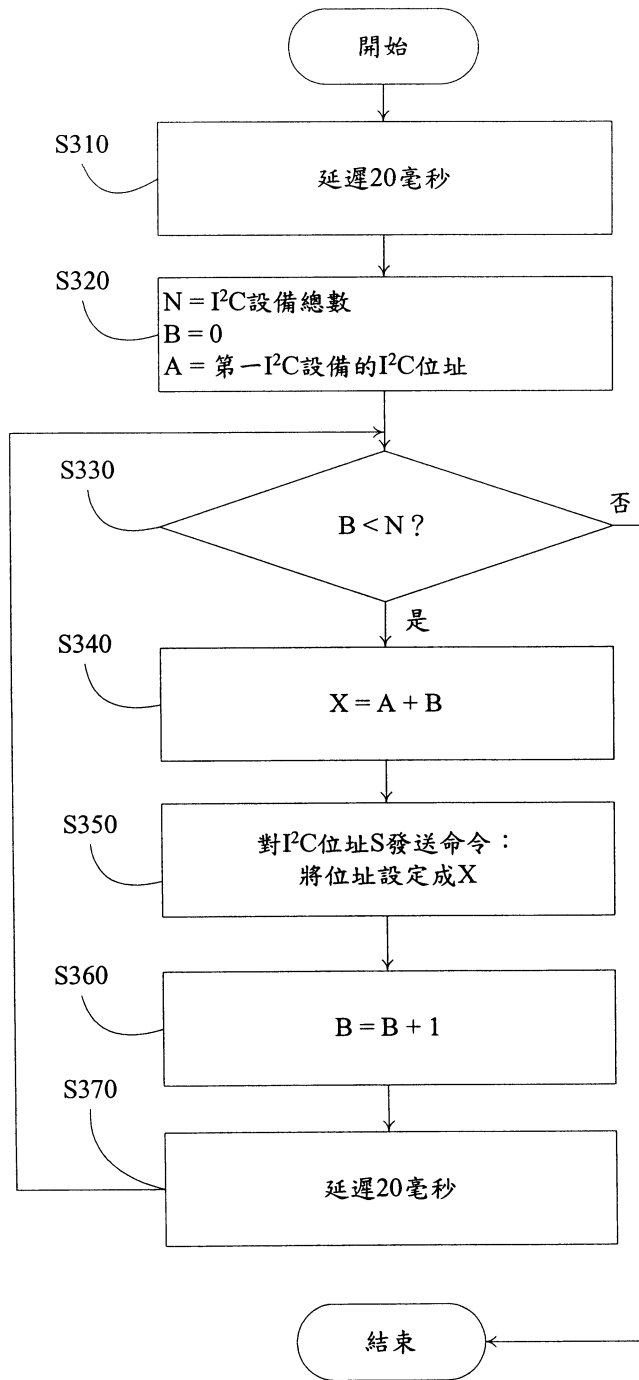 開始
S310
延遲20毫秒
S320
N = I²C設備總數
B = 0
A = 第一I²C設備的I²C位址
S330
B < N？
否
是
S340
X = A + B
S350
對I²C位址S發送命令：
將位址設定成X
S360
B = B + 1
S370
延遲20毫秒
結束